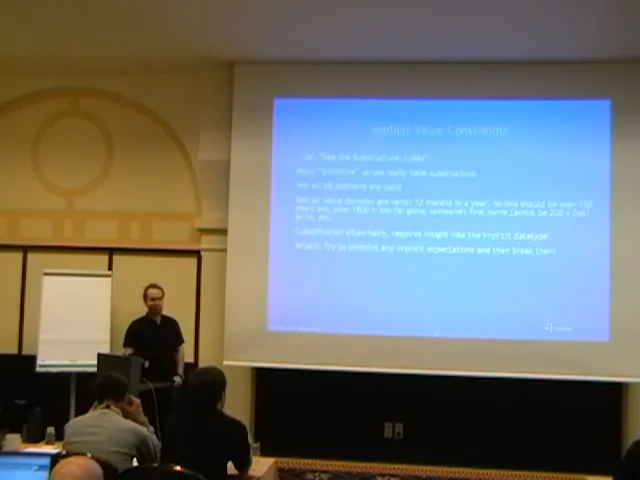 Implicit Value Constraints
...or, "See the Substructure, Luke!"
Many "primitive" values really have substructure
Not all bit patterns are valid
Not all value domains are valid: 12 months in a year, no-one should be over 150
years old, year 1800 is too far gone, someone's first name cannot be 200 x 0x61
etc.
often hairy, requires insight into the implicit datatype
Attack: Try to pinpoint any implicit expectations and then break them